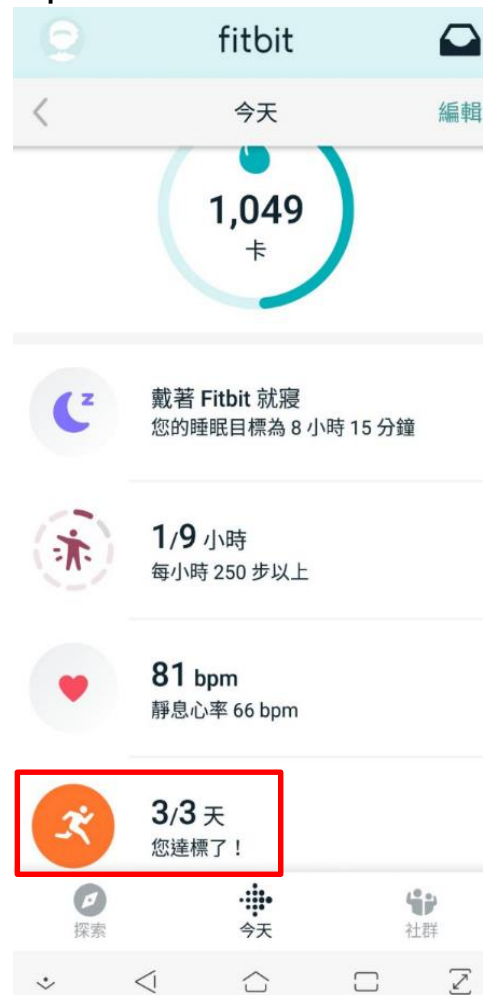 fitbit
今天
編輯
1,049
卡
z
戴著 Fitbit 就寢
您的睡眠目標為 8 小時 15 分鐘
1/9 小時
每小時 250 步以上
81 bpm
靜息心率 66 bpm
3/3 天
您達標了！
探索
今天
社群